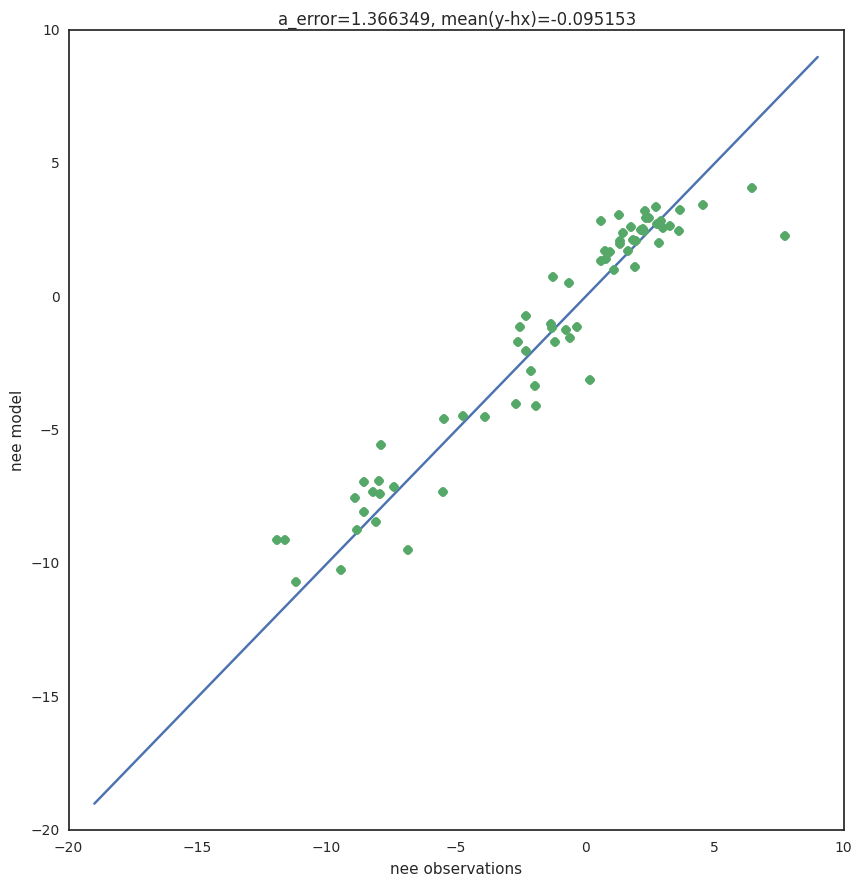 a_error=1.366349, mean(y-hx)=-0.095153
10
5
0
−5
−10
−15
−20
nee model
−20 −15 −10 −5 0 5 10
nee observations